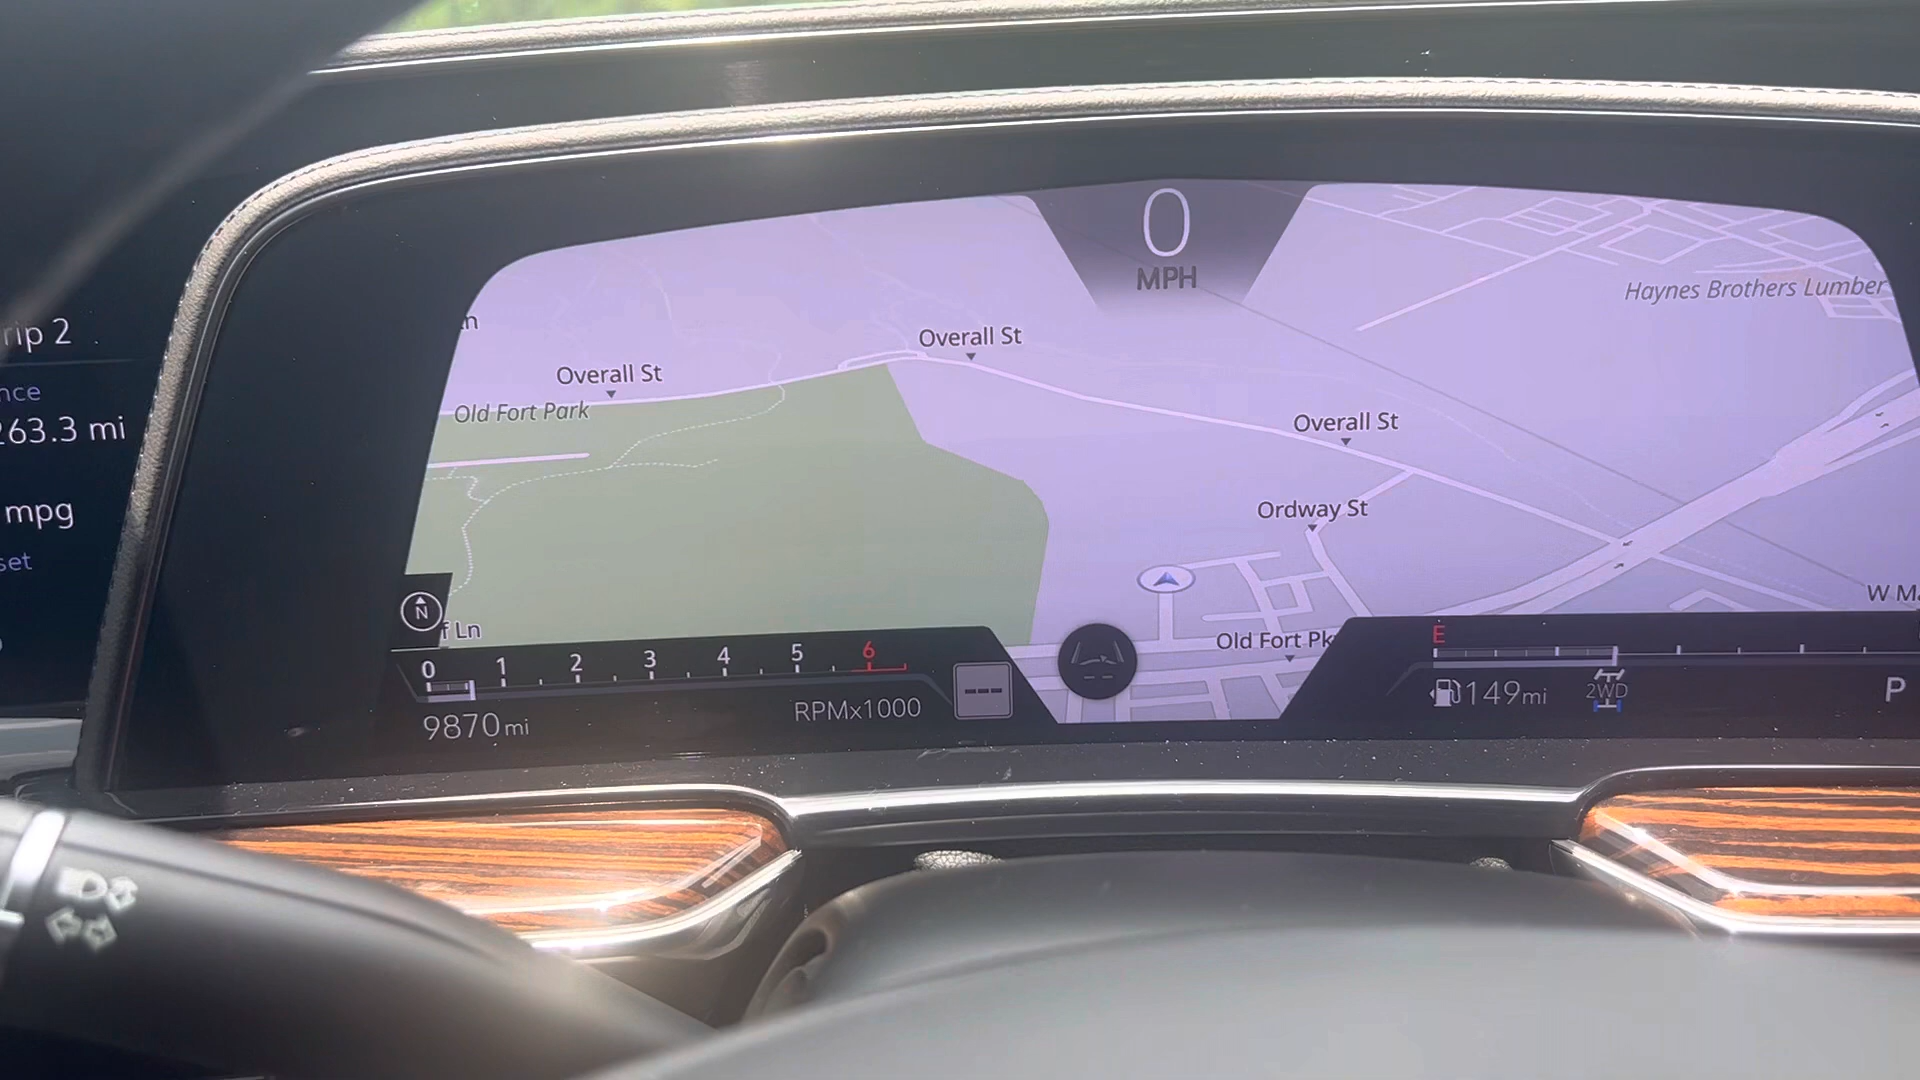 0
MPH
Haynes Brothers Lumber
rip 2
Overall St
Overall St
nce
Old Fort Park
263.3 mi
Overall St
mpg
Ordway St
set
W Ma
N
f Ln
Old Fort Pk
E
0 1 2 3 4 5 6
149mi
2WD
P
9870mi
RPMx1000
---